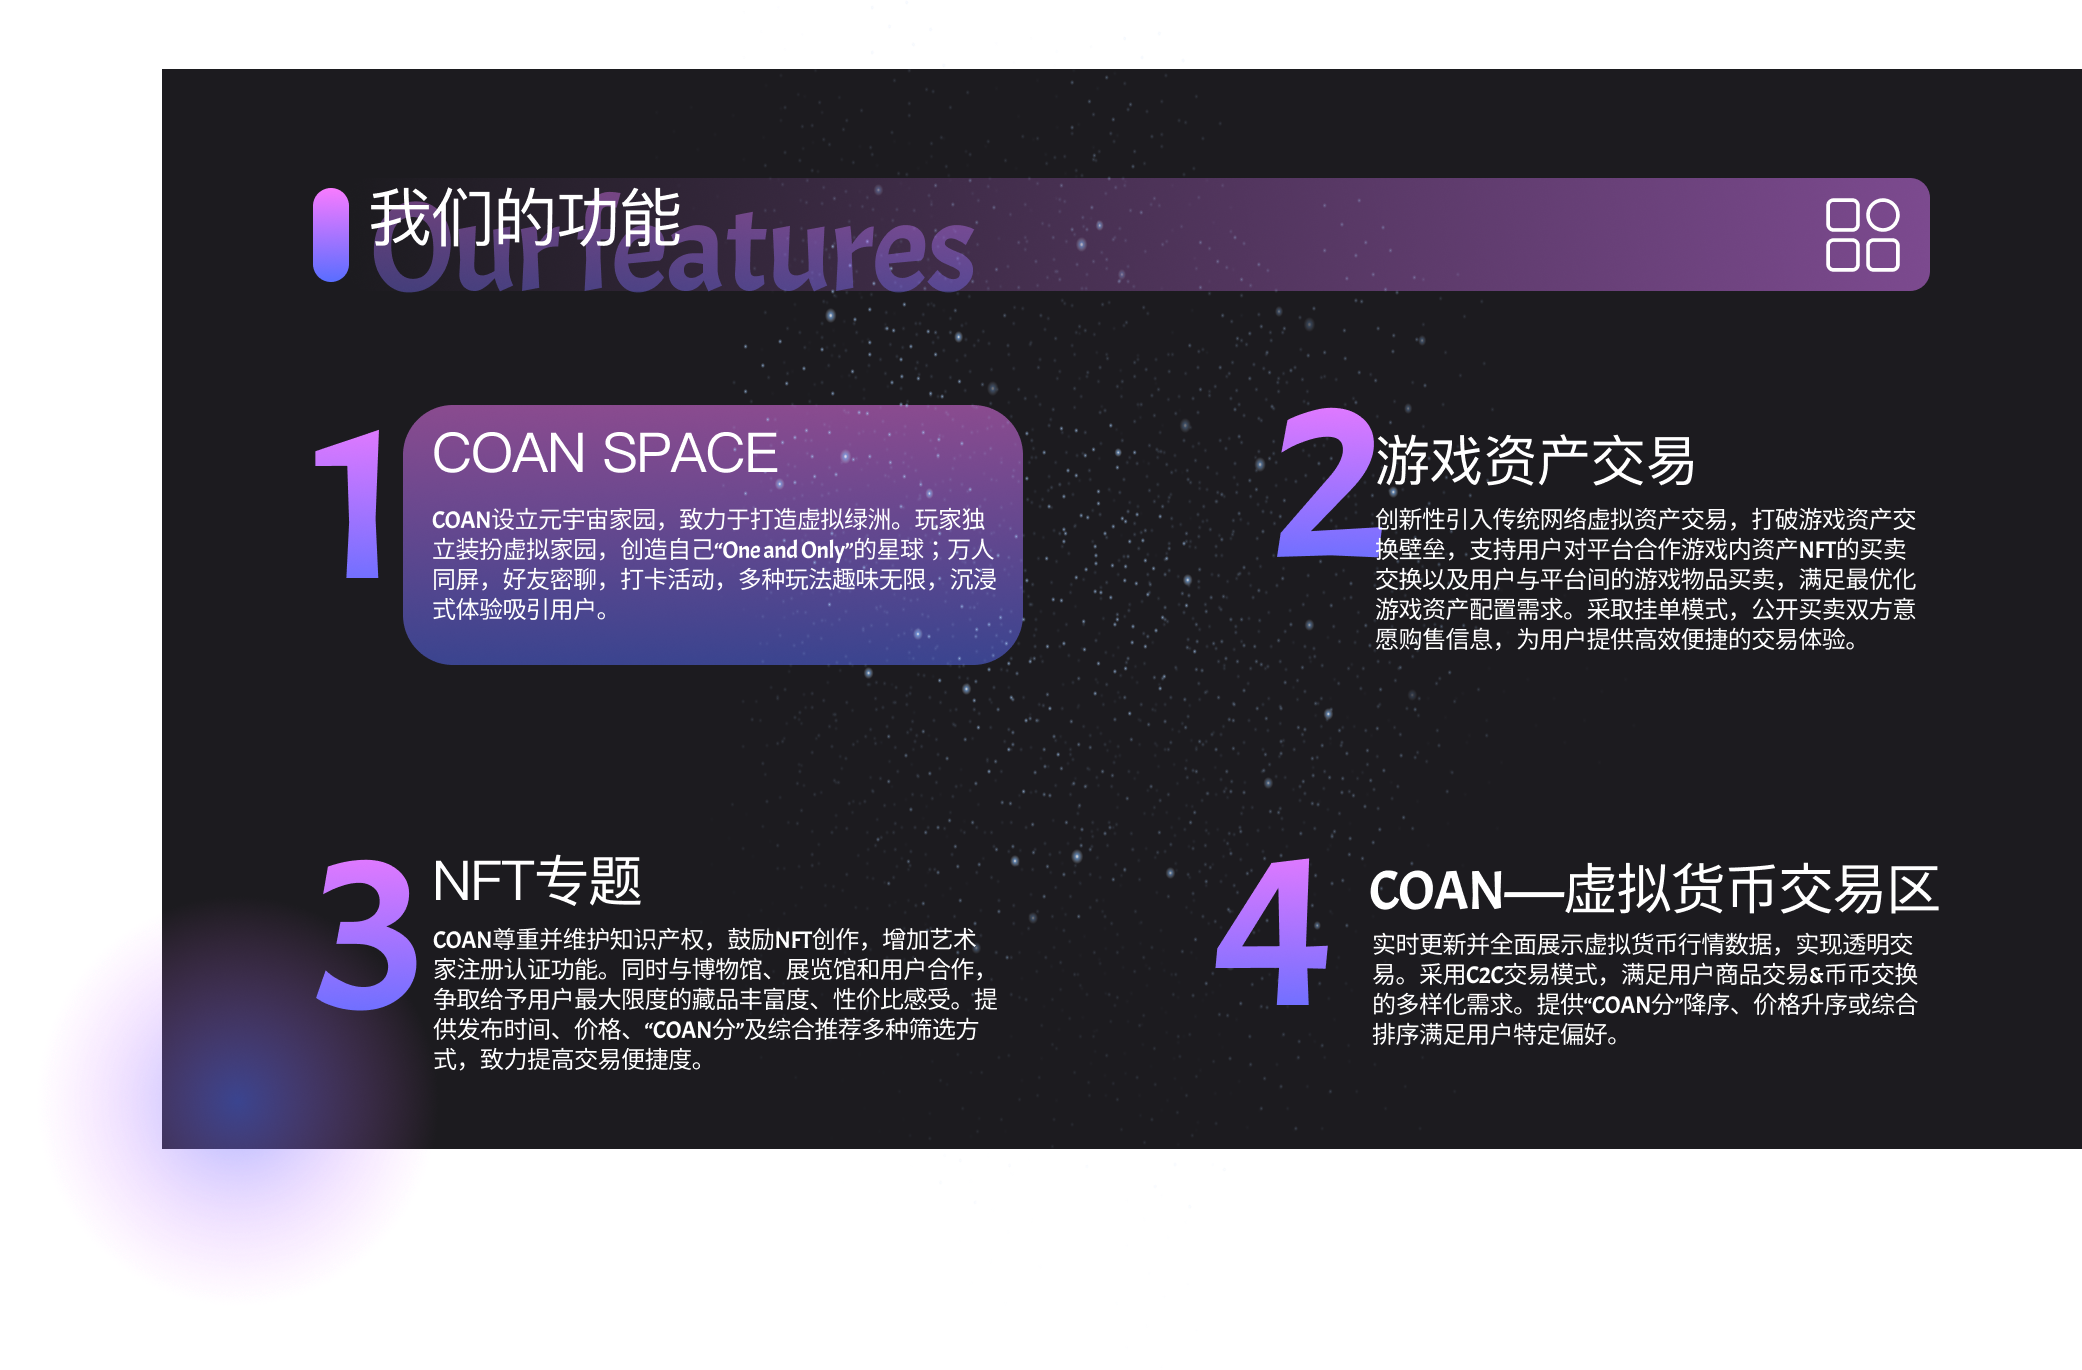 我们的功能
Our features
1
COAN SPACE
COAN设立元宇宙家园，致力于打造虚拟绿洲。玩家独
立装扮虚拟家园，创造自己“One and Only”的星球；万人
同屏，好友密聊，打卡活动，多种玩法趣味无限，沉浸
式体验吸引用户。
2
游戏资产交易
创新性引入传统网络虚拟资产交易，打破游戏资产交
换壁垒，支持用户对平台合作游戏内资产NFT的买卖
交换以及用户与平台间的游戏物品买卖，满足最优化
游戏资产配置需求。采取挂单模式，公开买卖双方意
愿购售信息，为用户提供高效便捷的交易体验。
3
NFT专题
COAN尊重并维护知识产权，鼓励NFT创作，增加艺术
家注册认证功能。同时与博物馆、展览馆和用户合作，
争取给予用户最大限度的藏品丰富度、性价比感受。提
供发布时间、价格、“COAN分”及综合推荐多种筛选方
式，致力提高交易便捷度。
4
COAN—虚拟货币交易区
实时更新并全面展示虚拟货币行情数据，实现透明交
易。采用C2C交易模式，满足用户商品交易&币币交换
的多样化需求。提供“COAN分”降序、价格升序或综合
排序满足用户特定偏好。